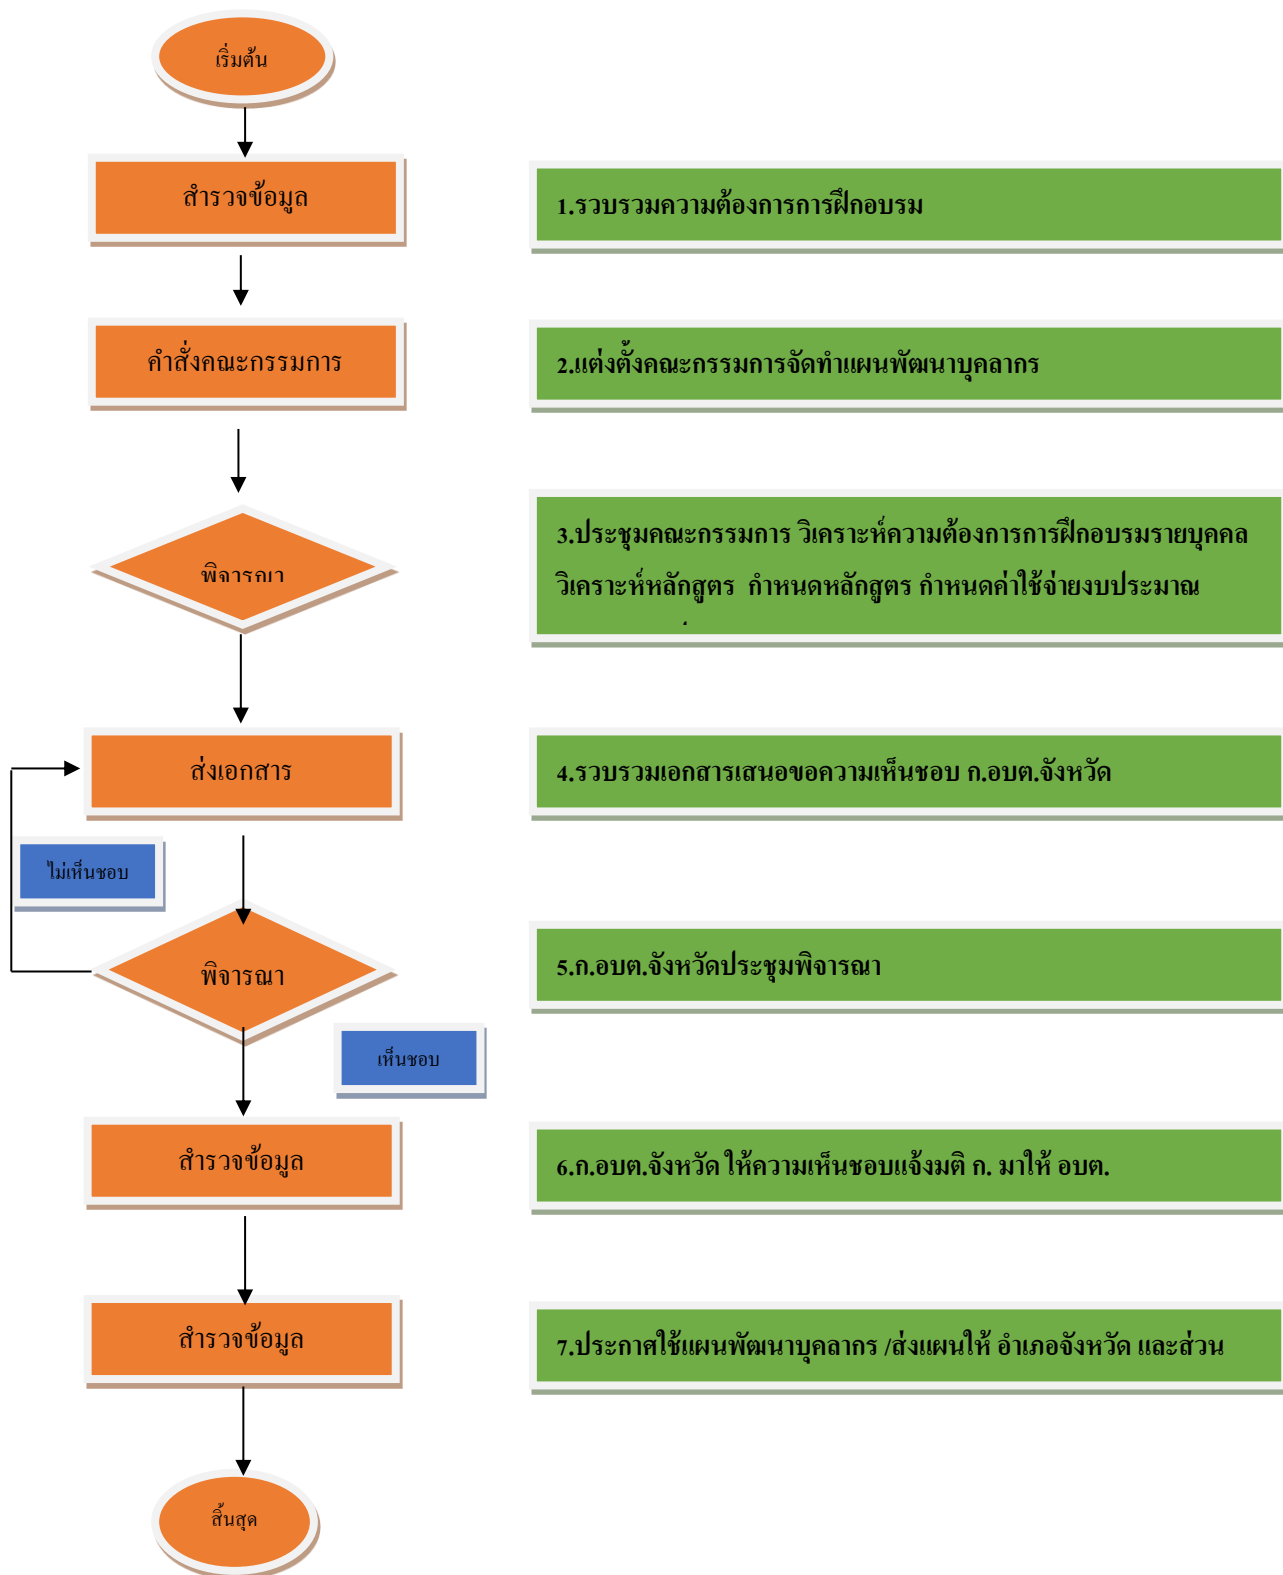 เริ่มต้น
สำรวจข้อมูล
1.รวบรวมความต้องการการฝึกอบรม
คำสั่งคณะกรรมการ
2.แต่งตั้งคณะกรรมการจัดทำแผนพัฒนาบุคลากร
พิจารณา
3.ประชุมคณะกรรมการ วิเคราะห์ความต้องการการฝึกอบรมรายบุคคล
วิเคราะห์หลักสูตร กำหนดหลักสูตร กำหนดค่าใช้จ่ายงบประมาณ
ส่งเอกสาร
4.รวบรวมเอกสารเสนอขอความเห็นชอบ ก.อบต.จังหวัด
ไม่เห็นชอบ
พิจารณา
5.ก.อบต.จังหวัดประชุมพิจารณา
เห็นชอบ
สำรวจข้อมูล
6.ก.อบต.จังหวัด ให้ความเห็นชอบแจ้งมติ ก. มาให้ อบต.
สำรวจข้อมูล
7.ประกาศใช้แผนพัฒนาบุคลากร /ส่งแผนให้ อำเภอจังหวัด และส่วน
สิ้นสุด